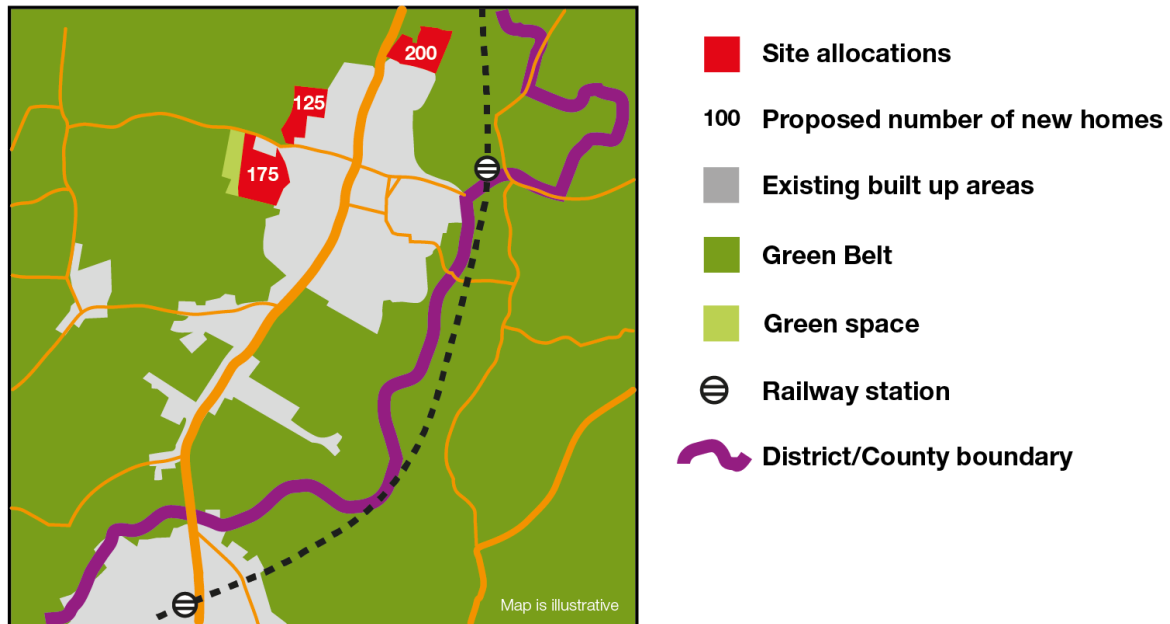 200
125
175
Map is illustrative
Site allocations
100 Proposed number of new homes
Existing built up areas
Green Belt
Green space
Railway station
District/County boundary